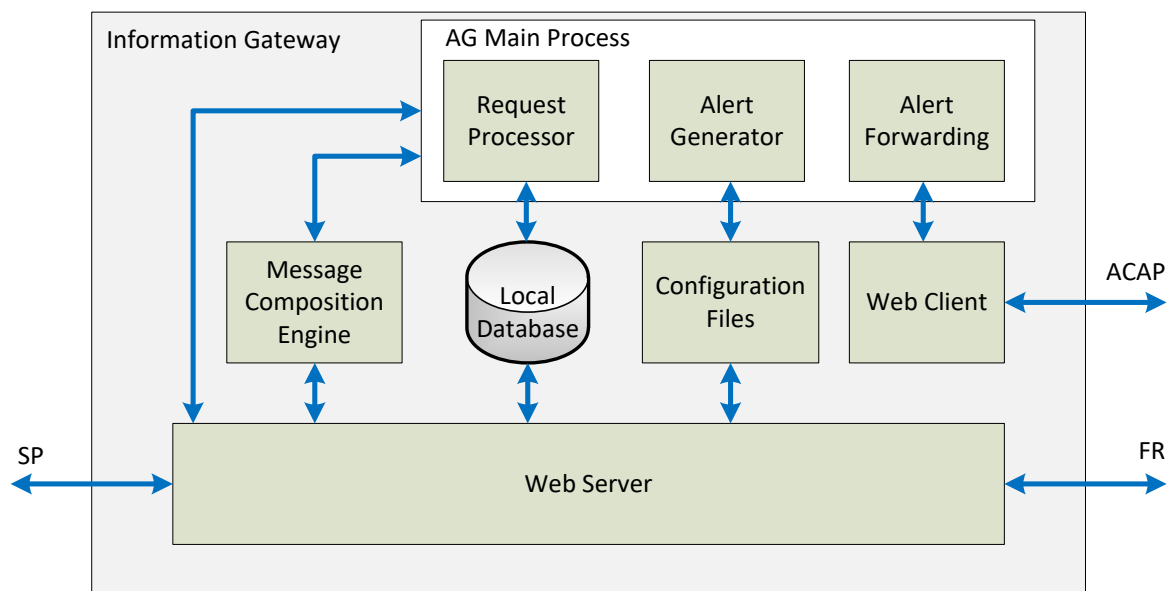 Information Gateway
AG Main Process
Request
Processor
Alert
Generator
Alert
Forwarding
Message
Composition
Engine
Local
Database
Configuration
Files
Web Client
ACAP
SP
Web Server
FR